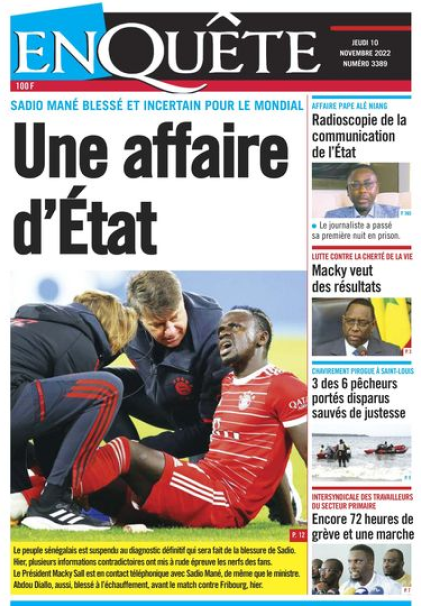 ENQUÊTE
JEUDI 10
NOVEMBRE 2022
NUMÉRO 3389
100 F
SADIO MANÉ BLESSÉ ET INCERTAIN POUR LE MONDIAL
Une affaire
d'État
QATAR
P. 12
Le peuple sénégalais est suspendu au diagnostic définitif qui sera fait de la blessure de Sadio.
Hier, plusieurs informations contradictoires ont mis à rude épreuve les nerfs des fans.
Le Président Macky Sall est en contact téléphonique avec Sadio Mané, de même que le ministre.
Abdou Diallo, aussi, blessé à l'échauffement, avant le match contre Fribourg, hier.
AFFAIRE PAPE ALÉ NIANG
Radioscopie de la
communication
de l'État
• Le journaliste a passé
sa première nuit en prison.
LUTTE CONTRE LA CHERTÉ DE LA VIE
Macky veut
des résultats
CHAVIREMENT PIROGUE À SAINT-LOUIS
3 des 6 pêcheurs
portés disparus
sauvés de justesse
INTERSYNDICALE DES TRAVAILLEURS
DU SECTEUR PRIMAIRE
Encore 72 heures de
grève et une marche
P. 7